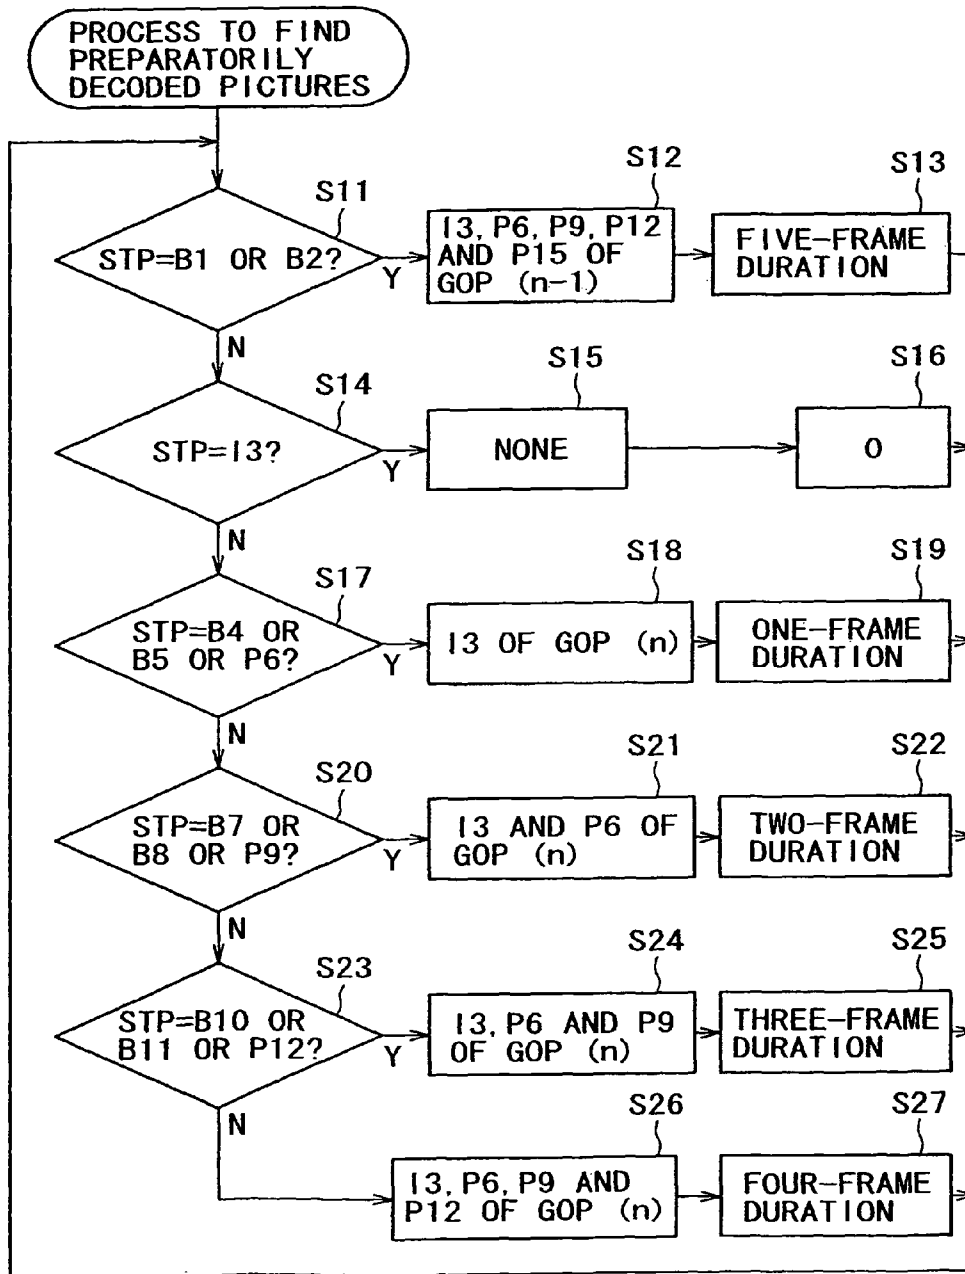 PROCESS TO FIND
PREPARATORILY
DECODED PICTURES
S11
STP=B1 OR B2?
Y
N
S12
I3, P6, P9, P12
AND P15 OF
GOP (n-1)
S13
FIVE-FRAME
DURATION
S14
STP=I3?
Y
N
S15
NONE
S16
0
S17
STP=B4 OR
B5 OR P6?
Y
N
S18
I3 OF GOP (n)
S19
ONE-FRAME
DURATION
S20
STP=B7 OR
B8 OR P9?
Y
N
S21
I3 AND P6 OF
GOP (n)
S22
TWO-FRAME
DURATION
S23
STP=B10 OR
B11 OR P12?
Y
N
S24
I3, P6 AND P9
OF GOP (n)
S25
THREE-FRAME
DURATION
S26
I3, P6, P9 AND
P12 OF GOP (n)
S27
FOUR-FRAME
DURATION